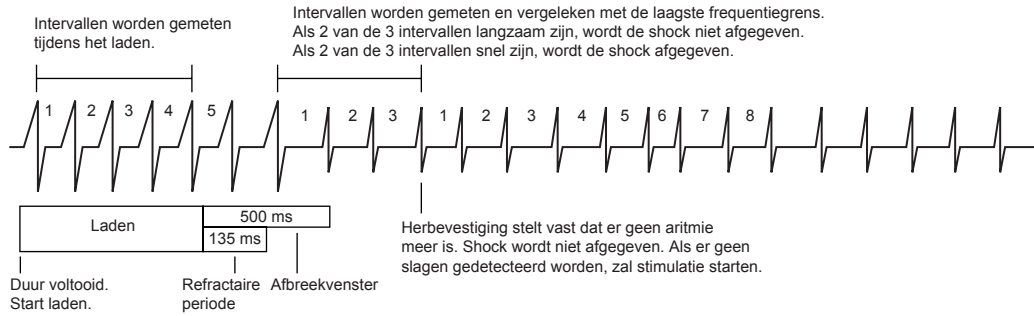 Intervallen worden gemeten
tijdens het laden.
Intervallen worden gemeten en vergeleken met de laagste frequentiegrens.
Als 2 van de 3 intervallen langzaam zijn, wordt de shock niet afgegeven.
Als 2 van de 3 intervallen snel zijn, wordt de shock afgegeven.
1 2 3 4 5 1 2 3 1 2 3 4 5 6 7 8
Laden
500 ms
135 ms
Duur voltooid.
Start laden.
Refractaire
periode
Afbreekvenster
Herbevestiging stelt vast dat er geen aritmie
meer is. Shock wordt niet afgegeven. Als er geen
slagen gedetecteerd worden, zal stimulatie starten.